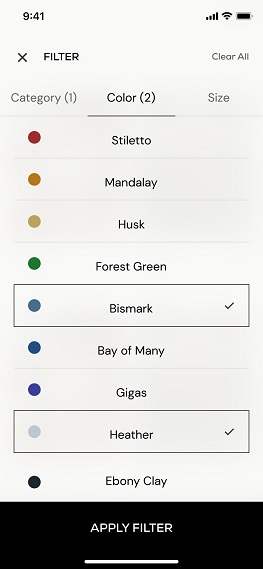 9:41
FILTER
Clear All
Category (1)
Color (2)
Size
Stiletto
Mandalay
Husk
Forest Green
Bismark
Bay of Many
Gigas
Heather
Ebony Clay
APPLY FILTER